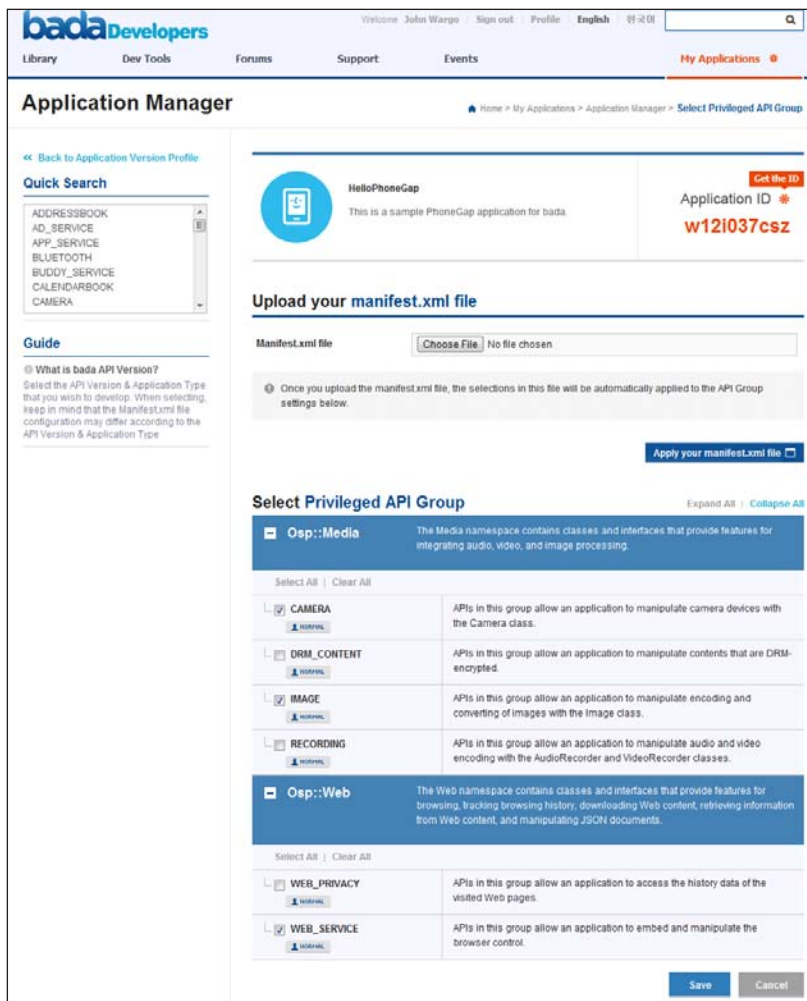 bada Developers
Welcome John Wargo Sign out Profile English 한국어
Library Dev Tools Forums Support Events My Applications
Application Manager
Home > My Applications > Application Manager > Select Privileged API Group
<< Back to Application Version Profile
Quick Search
ADDRESSBOOK
AD_SERVICE
APP_SERVICE
BLUETOOTH
BUDDY_SERVICE
CALENDARBOOK
CAMERA
Guide
What is bada API Version?
Select the API Version & Application Type
that you wish to develop. When selecting,
keep in mind that the Manifest.xml file
configuration may differ according to the
API Version & Application Type
HelloPhoneGap
This is a sample PhoneGap application for bada.
Get the ID
Application ID
w12i037csz
Upload your manifest.xml file
Manifest.xml file Choose File No file chosen
Once you upload the manifest.xml file, the selections in this file will be automatically applied to the API Group
settings below.
Apply your manifest.xml file
Select Privileged API Group
Expand All | Collapse All
Osp::Media
The Media namespace contains classes and interfaces that provide features for
integrating audio, video, and image processing.
Select All | Clear All
CAMERA
NORMAL
APIs in this group allow an application to manipulate camera devices with
the Camera class.
DRM_CONTENT
NORMAL
APIs in this group allow an application to manipulate contents that are DRM-
encrypted.
IMAGE
NORMAL
APIs in this group allow an application to manipulate encoding and
converting of images with the Image class.
RECORDING
NORMAL
APIs in this group allow an application to manipulate audio and video
encoding with the AudioRecorder and VideoRecorder classes.
Osp::Web
The Web namespace contains classes and interfaces that provide features for
browsing, tracking browsing history, downloading Web content, retrieving information
from Web content, and manipulating JSON documents.
Select All | Clear All
WEB_PRIVACY
NORMAL
APIs in this group allow an application to access the history data of the
visited Web pages.
WEB_SERVICE
NORMAL
APIs in this group allow an application to embed and manipulate the
browser control.
Save Cancel